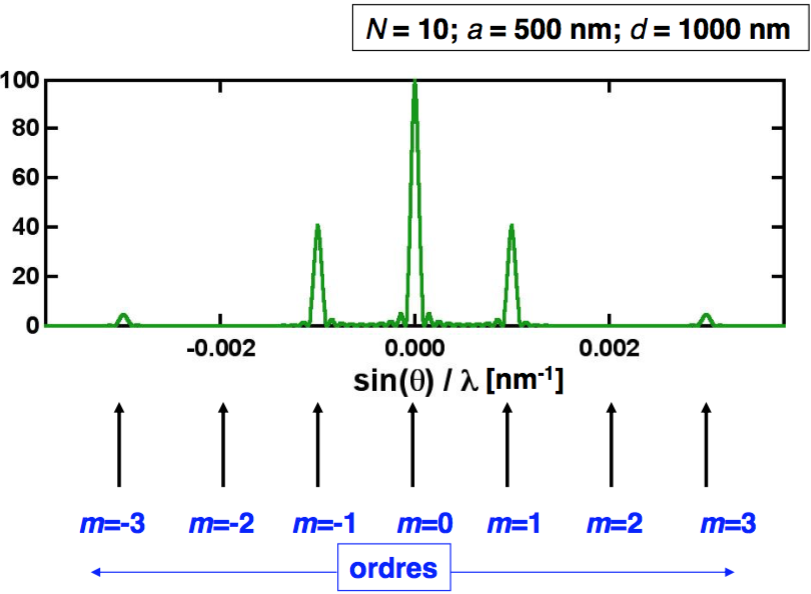 N = 10; a = 500 nm; d = 1000 nm
100
80
60
40
20
0
-0.002 0.000 0.002
sin(θ) / λ [nm⁻¹]
m=-3 m=-2 m=-1 m=0 m=1 m=2 m=3
ordres